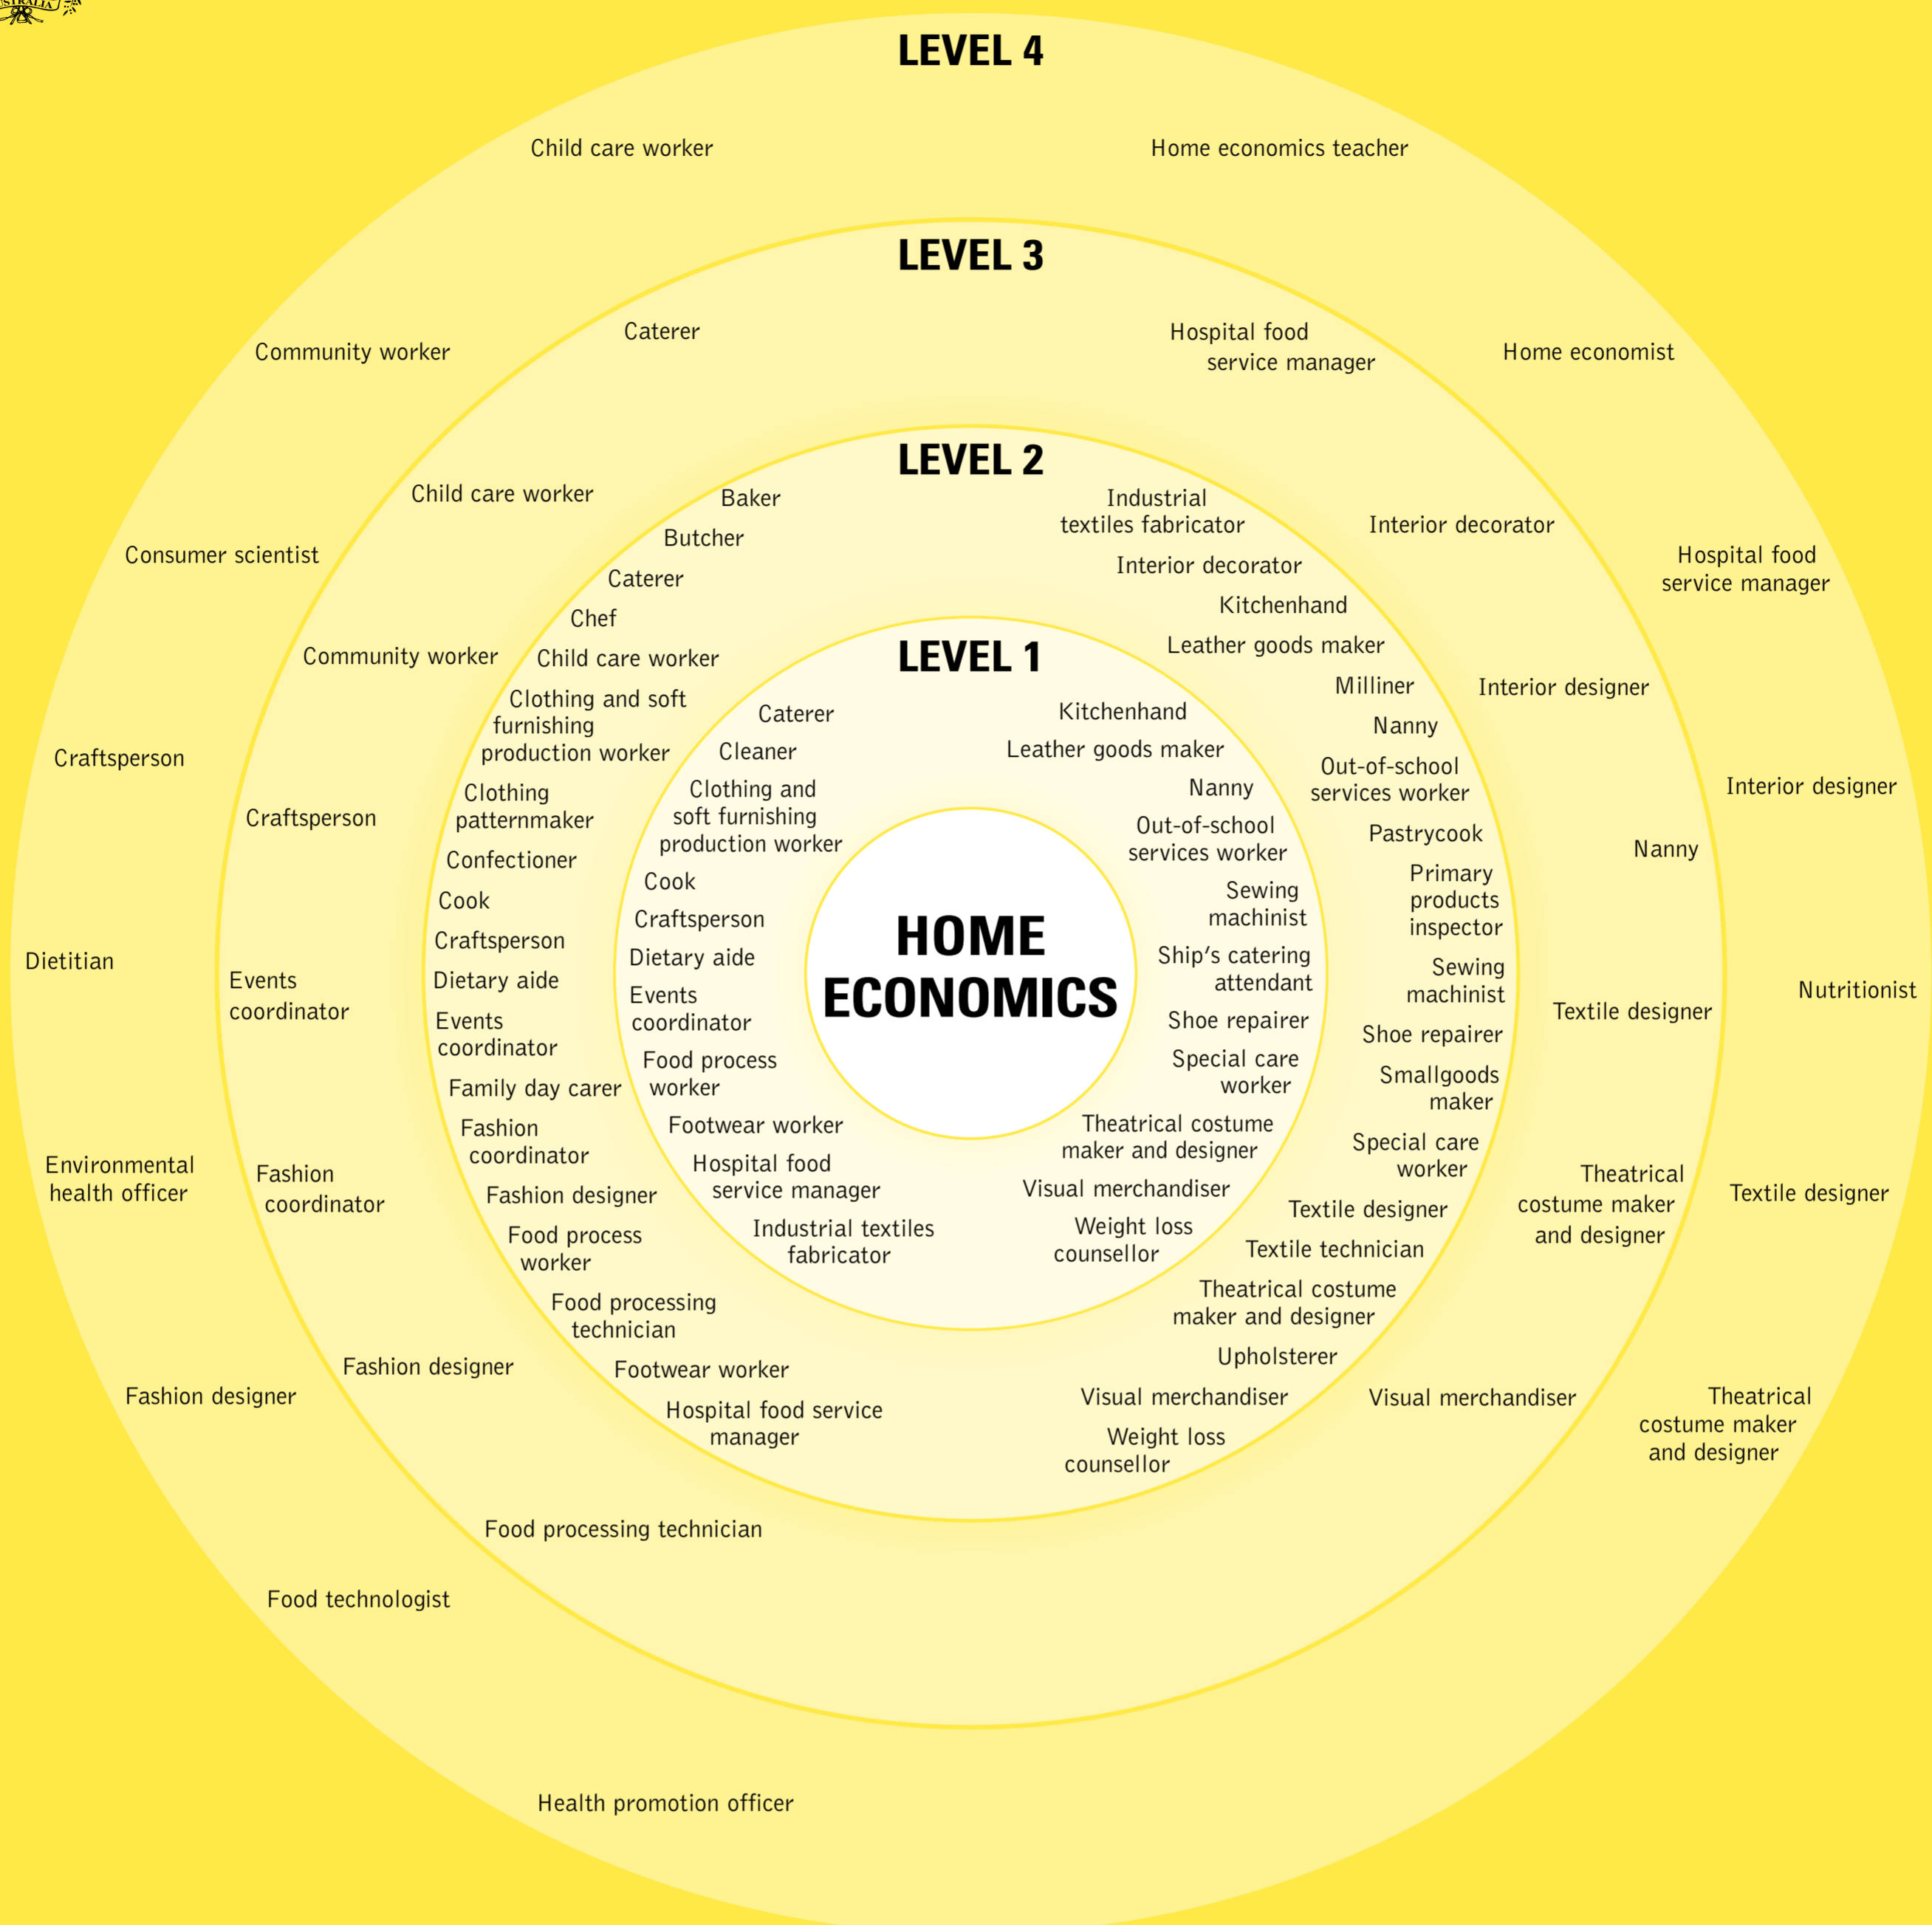 STRALIA
LEVEL 4
Child care worker
Home economics teacher
Community worker
Home economist
Consumer scientist
Hospital food
service manager
Craftsperson
Interior designer
Dietitian
Nutritionist
Environmental
health officer
Textile designer
Fashion designer
Theatrical
costume maker
and designer
Food technologist
Health promotion officer
LEVEL 3
Caterer
Hospital food
service manager
Child care worker
Interior decorator
Community worker
Interior designer
Craftsperson
Nanny
Events
coordinator
Textile designer
Fashion
coordinator
Theatrical
costume maker
and designer
Fashion designer
Visual merchandiser
Food processing technician
LEVEL 2
Baker
Butcher
Caterer
Chef
Child care worker
Clothing and soft
furnishing
production worker
Clothing
patternmaker
Confectioner
Cook
Craftsperson
Dietary aide
Events
coordinator
Family day carer
Fashion
coordinator
Fashion designer
Food process
worker
Food processing
technician
Footwear worker
Hospital food service
manager
Industrial
textiles fabricator
Interior decorator
Kitchenhand
Leather goods maker
Milliner
Nanny
Out-of-school
services worker
Pastrycook
Primary
products
inspector
Sewing
machinist
Shoe repairer
Smallgoods
maker
Special care
worker
Textile designer
Textile technician
Theatrical costume
maker and designer
Upholsterer
Visual merchandiser
Weight loss
counsellor
LEVEL 1
Caterer
Cleaner
Clothing and
soft furnishing
production worker
Cook
Craftsperson
Dietary aide
Events
coordinator
Food process
worker
Footwear worker
Hospital food
service manager
Industrial textiles
fabricator
Kitchenhand
Leather goods maker
Nanny
Out-of-school
services worker
Sewing
machinist
Ship's catering
attendant
Shoe repairer
Special care
worker
Theatrical costume
maker and designer
Visual merchandiser
Weight loss
counsellor
HOME
ECONOMICS